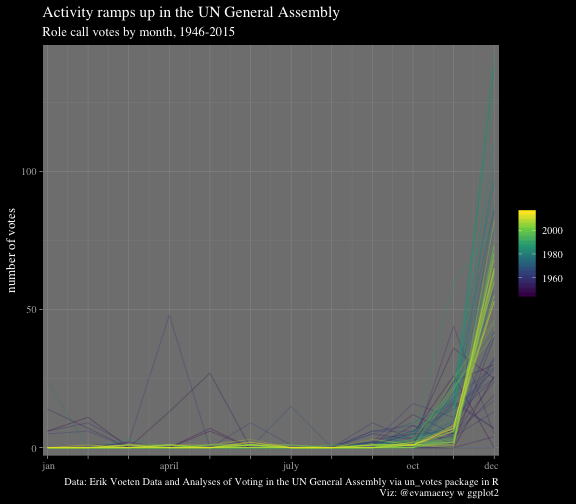 Activity ramps up in the UN General Assembly
Role call votes by month, 1946-2015
number of votes
100
50
0
jan
april
july
oct
dec
2000
1980
1960
Data: Erik Voeten Data and Analyses of Voting in the UN General Assembly via un_votes package in R
Viz: @evamaerey w ggplot2